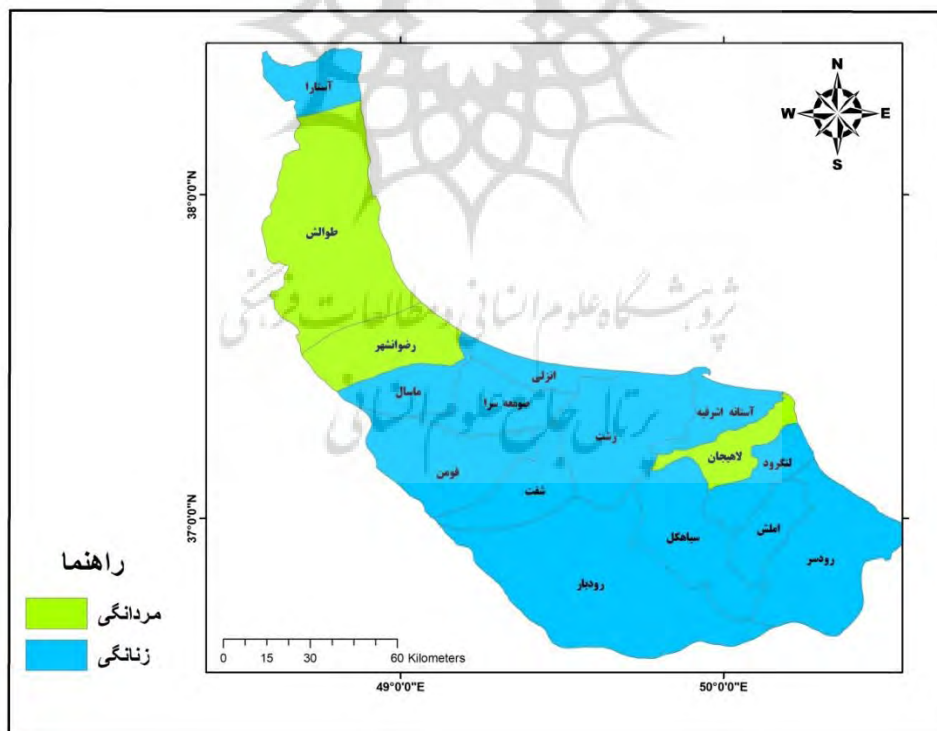 N
W E
S
آستارا
38°0'0"N
طوالش
پژوهشگاه علوم انسانی و مطالعات فرهنگی
رضوانشهر
انزلی
ماسال
صومعه سرا
آستانه اشرفیه
پرتال جامع علوم انسانی
رشت
لاهیجان
لنگرود
فومن
شفت
37°0'0"N
املش
سیاهکل
رودسر
رودبار
راهنما
مردانگی
زنانگی
0 15 30 60 Kilometers
49°0'0"E 50°0'0"E